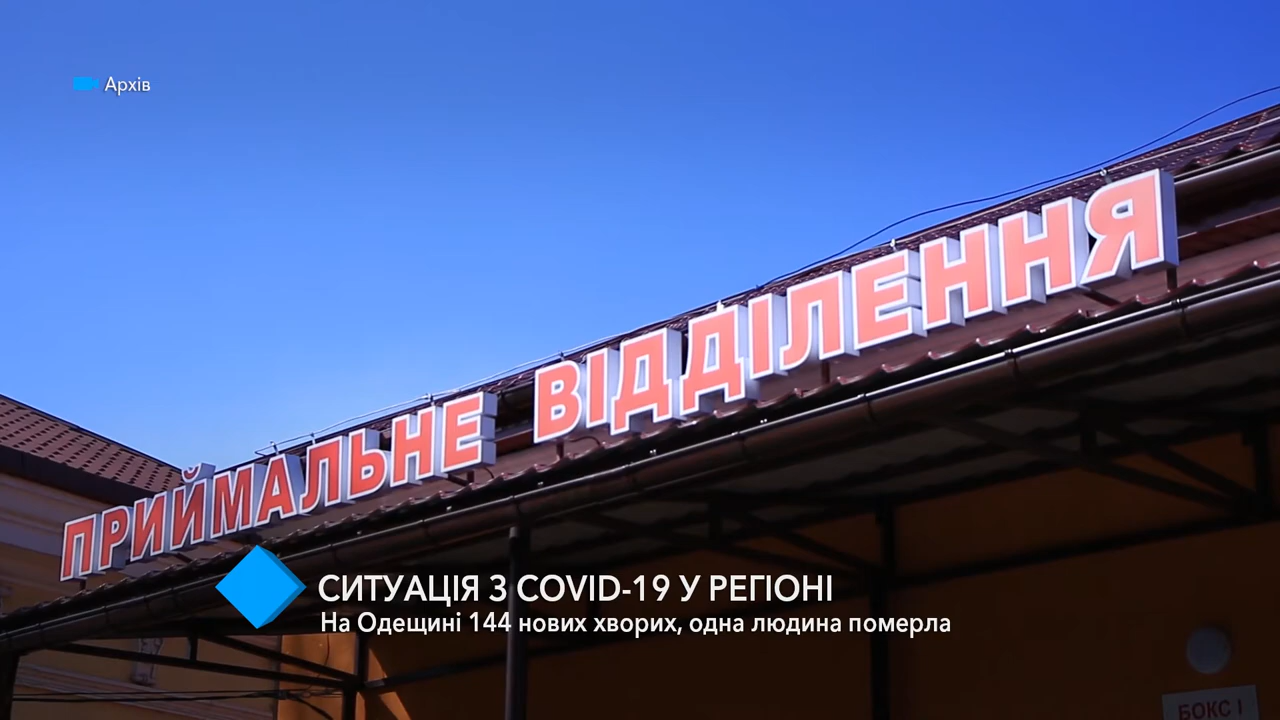 Архів
ПРИЙМАЛЬНЕ ВІДДІЛЕННЯ
СИТУАЦІЯ З COVID-19 У РЕГІОНІ
На Одещині 144 нових хворих, одна людина померла
БОКС І